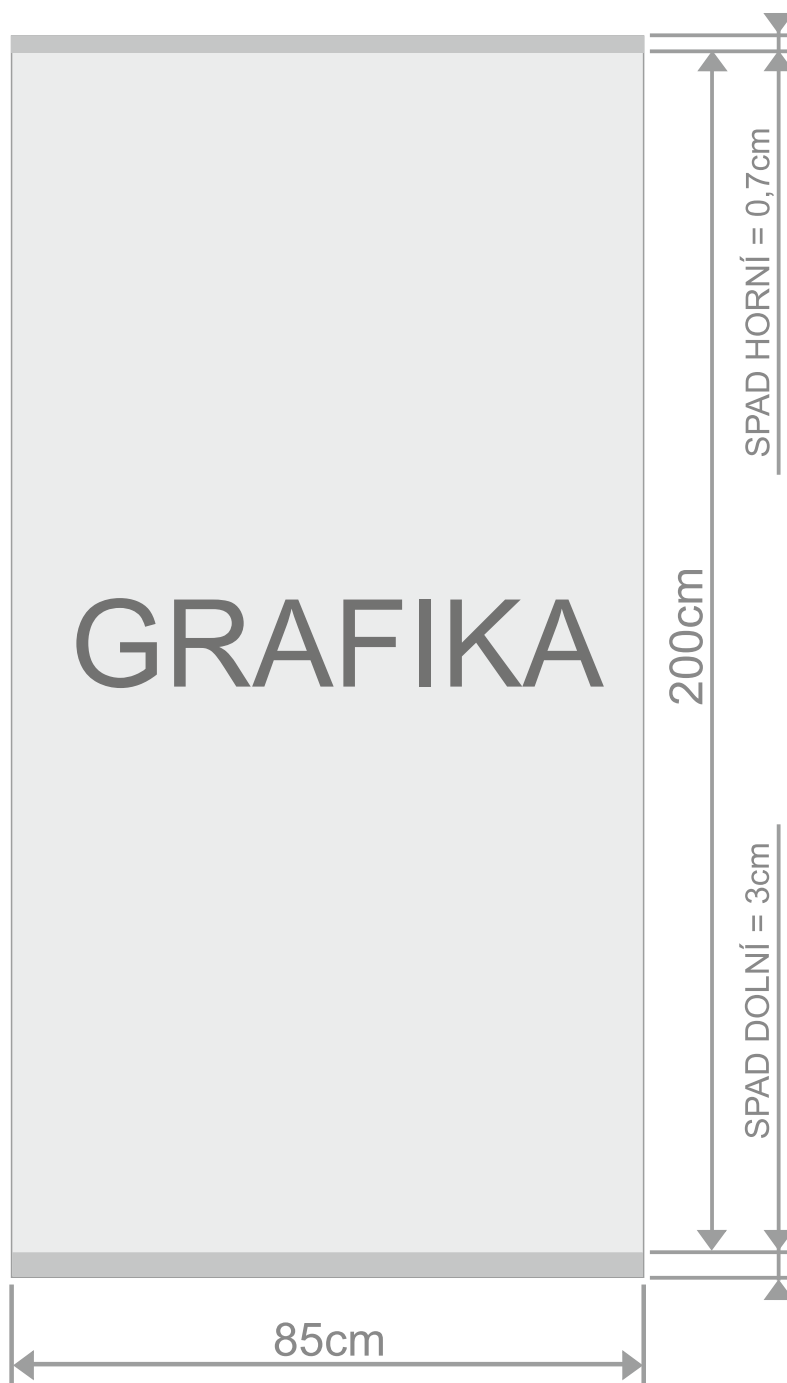 SPAD HORNÍ = 0,7cm
GRAFIKA
200cm
SPAD DOLNÍ = 3cm
85cm